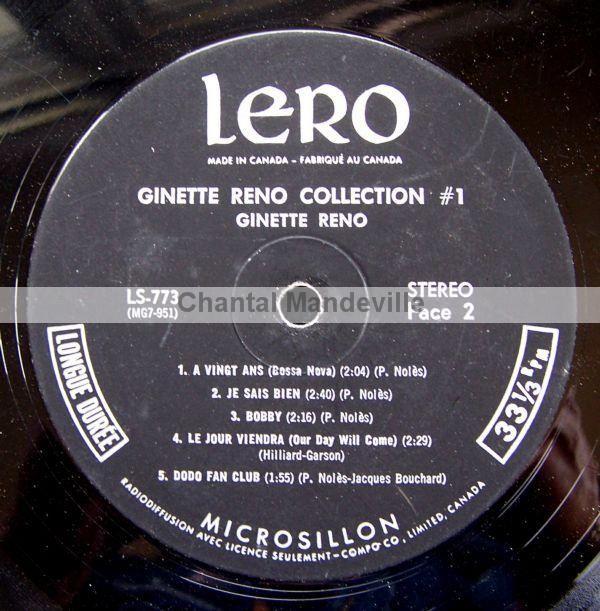 LERO
MADE IN CANADA – FABRIQUÉ AU CANADA
GINETTE RENO COLLECTION #1
GINETTE RENO
LS-773
(MG7-951)
STEREO
Face 2
Chantal Mandeville
LONGUE DURÉE
33 1/3 R.P.M
1. A VINGT ANS (Bossa Nova) (2:04) (P. Nolès)
2. JE SAIS BIEN (2:40) (P. Nolès)
3. BOBBY (2:16) (P. Nolès)
4. LE JOUR VIENDRA (Our Day Will Come) (2:29)
(Hilliard-Garson)
5. DODO FAN CLUB (1:55) (P. Nolès-Jacques Bouchard)
MICROSILLON
RADIODIFFUSION AVEC LICENCE SEULEMENT–COMPO CO., LIMITED, CANADA